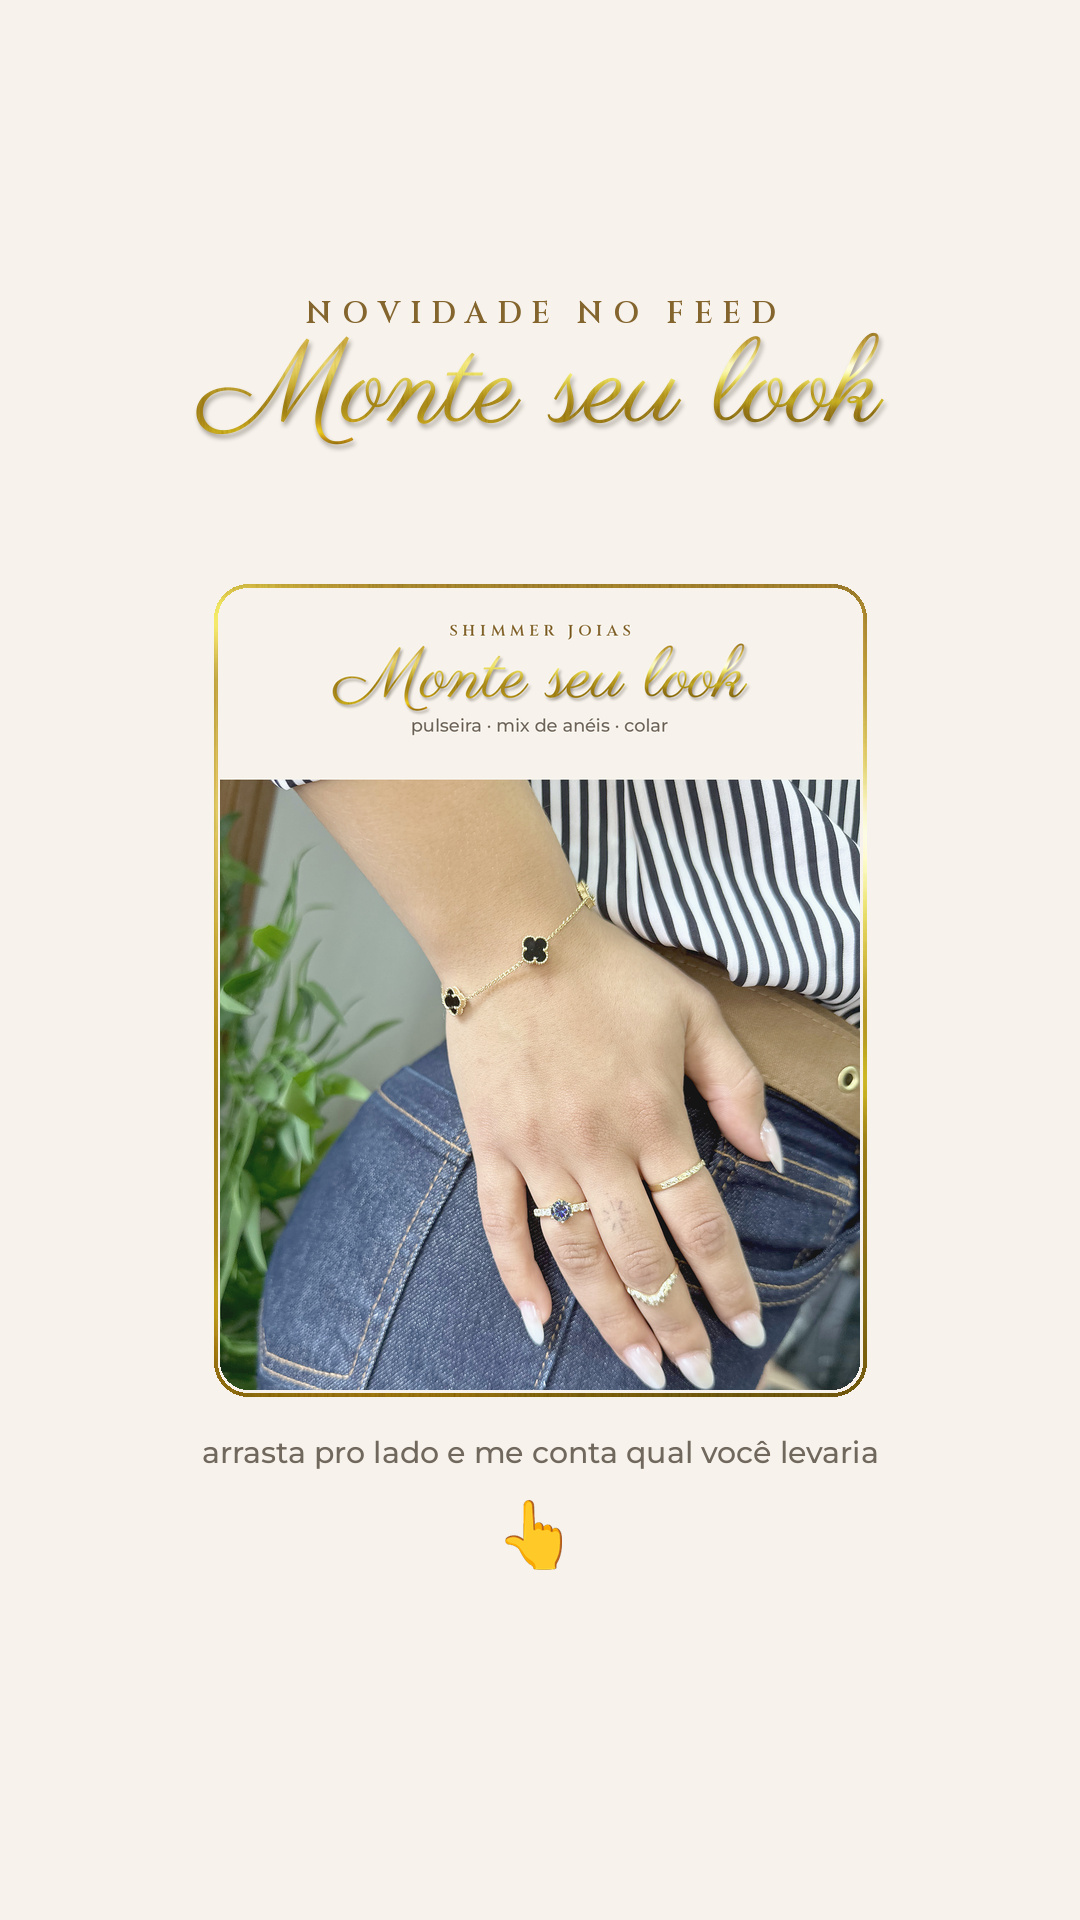 NOVIDADE NO FEED
Monte seu look
SHIMMER JOIAS
Monte seu look
pulseira · mix de anéis · colar
arrasta pro lado e me conta qual você levaria